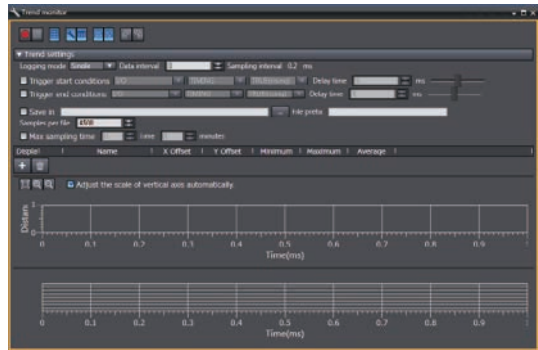 Trend monitor
Trend settings
Logging mode Single Data interval Sampling interval 0.2 ms
Trigger start conditions I/O Delay time ms
Trigger end conditions I/O Delay time ms
Save in ... File prefix
Samples per file
Max sampling time hour minutes
Name X Offset Y Offset Minimum Maximum Average
Adjust the scale of vertical axis automatically.
1
0
0 0.1 0.2 0.3 0.4 0.5 0.6 0.7 0.8 0.9
Time(ms)
0 0.1 0.2 0.3 0.4 0.5 0.6 0.7 0.8 0.9
Time(ms)